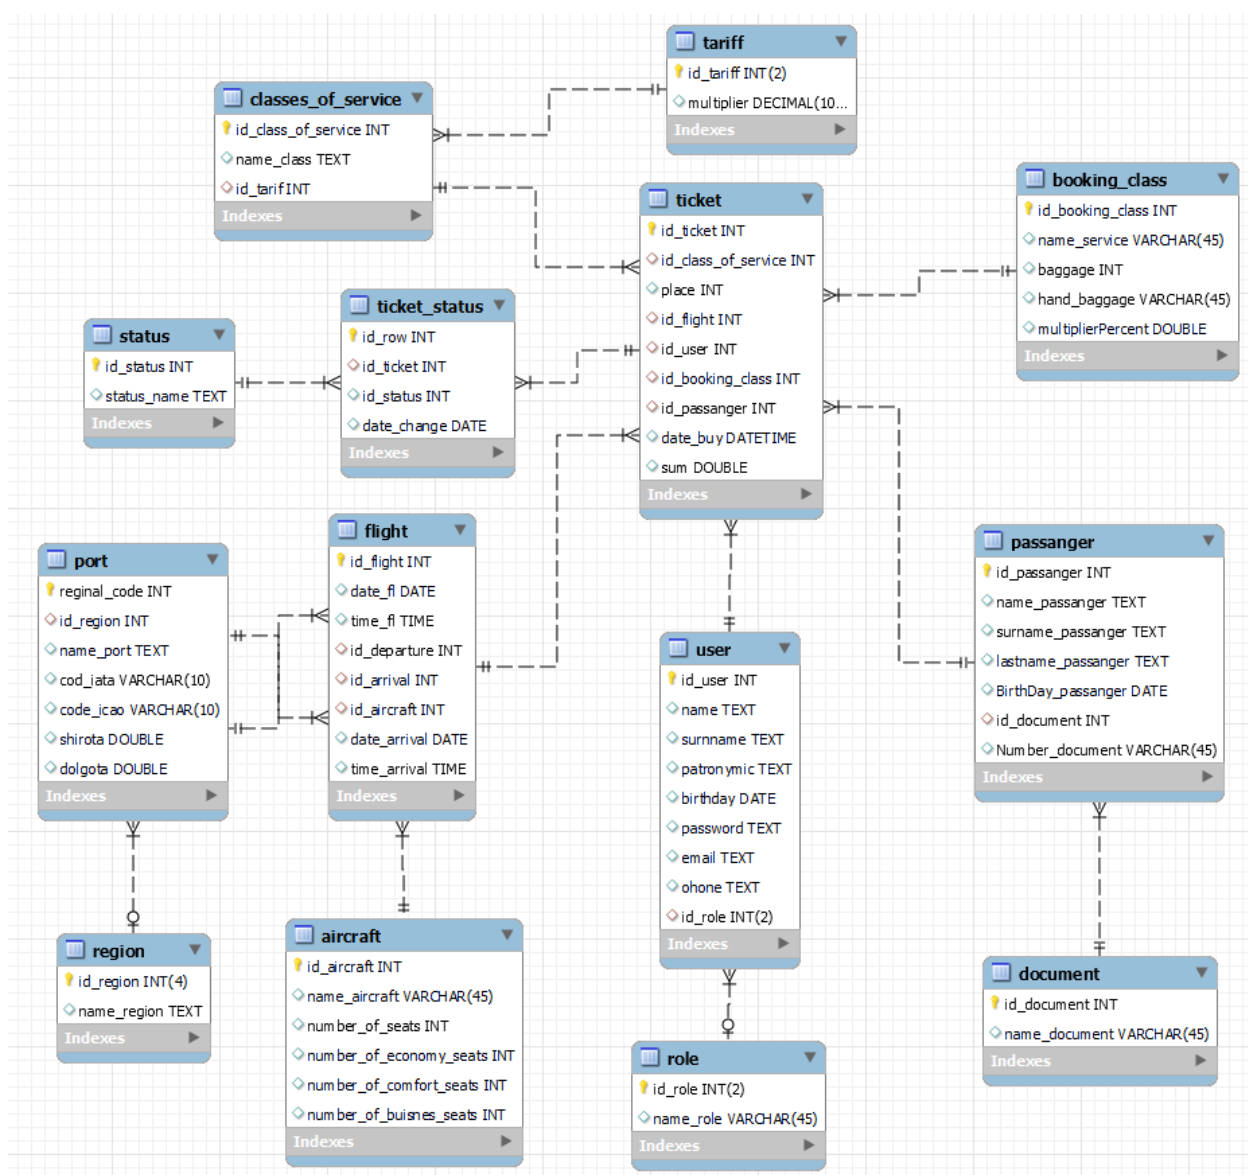 tariff
id_tariff INT(2)
multiplier DECIMAL(10...
Indexes
classes_of_service
id_class_of_service INT
name_class TEXT
id_tarif INT
Indexes
booking_class
id_booking_class INT
name_service VARCHAR(45)
baggage INT
hand_baggage VARCHAR(45)
multiplierPercent DOUBLE
Indexes
ticket
id_ticket INT
id_class_of_service INT
place INT
id_flight INT
id_user INT
id_booking_class INT
id_passanger INT
date_buy DATETIME
sum DOUBLE
Indexes
ticket_status
id_row INT
id_ticket INT
id_status INT
date_change DATE
Indexes
status
id_status INT
status_name TEXT
Indexes
flight
id_flight INT
date_fl DATE
time_fl TIME
id_departure INT
id_arrival INT
id_aircraft INT
date_arrival DATE
time_arrival TIME
Indexes
port
reginal_code INT
id_region INT
name_port TEXT
cod_iata VARCHAR(10)
code_icao VARCHAR(10)
shirota DOUBLE
dolgota DOUBLE
Indexes
passanger
id_passanger INT
name_passanger TEXT
surname_passanger TEXT
lastname_passanger TEXT
BirthDay_passanger DATE
id_document INT
Number_document VARCHAR(45)
Indexes
user
id_user INT
name TEXT
surnname TEXT
patronymic TEXT
birthday DATE
password TEXT
email TEXT
ohone TEXT
id_role INT(2)
Indexes
region
id_region INT(4)
name_region TEXT
Indexes
aircraft
id_aircraft INT
name_aircraft VARCHAR(45)
number_of_seats INT
number_of_economy_seats INT
number_of_comfort_seats INT
number_of_buisnes_seats INT
Indexes
role
id_role INT(2)
name_role VARCHAR(45)
Indexes
document
id_document INT
name_document VARCHAR(45)
Indexes